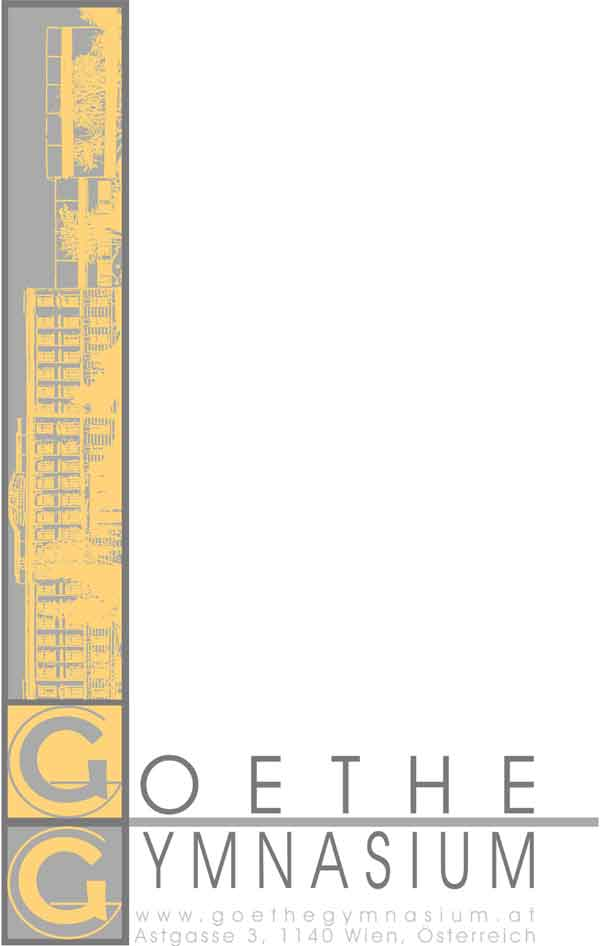 GOETHE
GYMNASIUM
www.goethegymnasium.at
Astgasse 3, 1140 Wien, Österreich